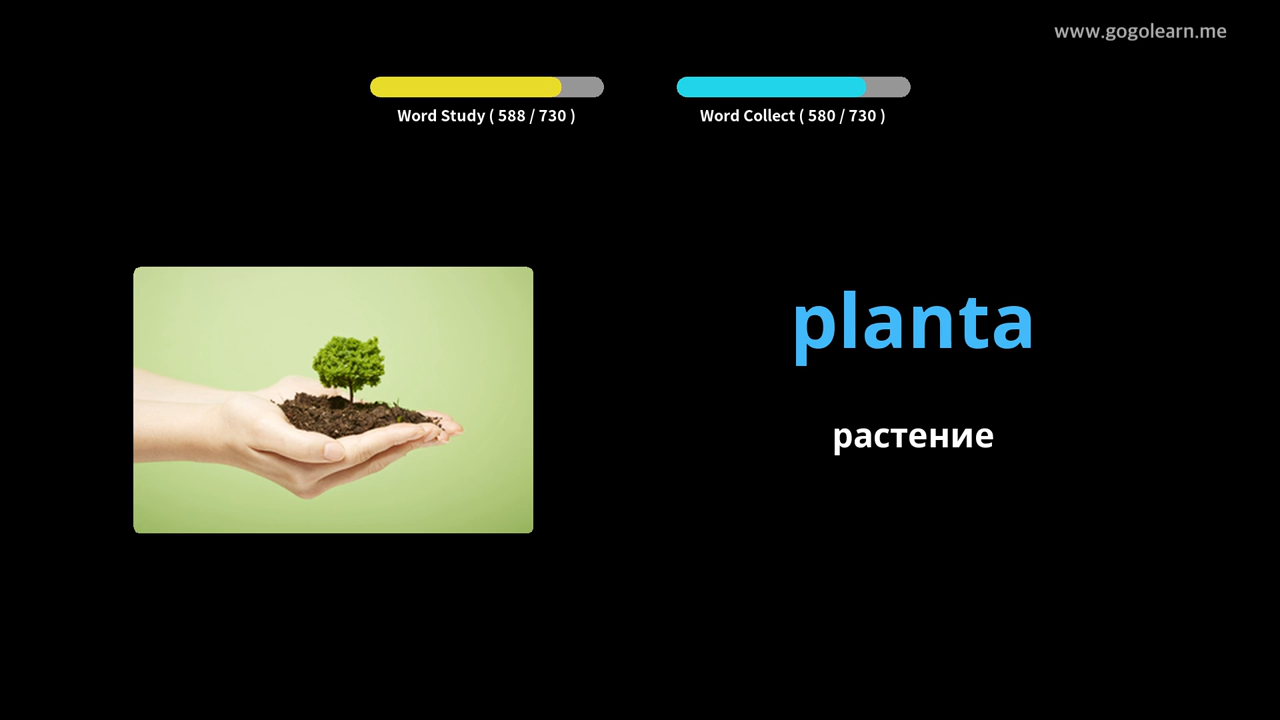 www.gogolearn.me
Word Study ( 588 / 730 )
Word Collect ( 580 / 730 )
planta
растение